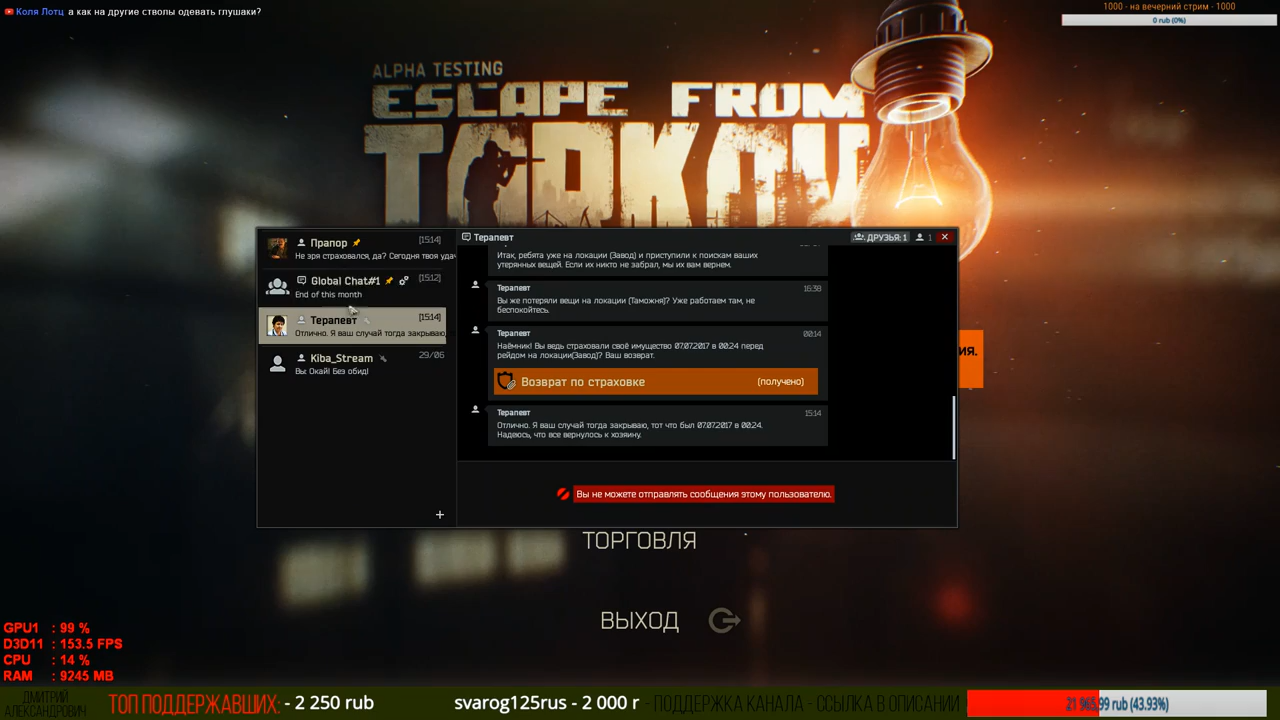 Коля Лотц а как на другие стволы одевать глушаки?
1000 - на вечерний стрим - 1000
0 rub (0%)
ALPHA TESTING
ESCAPE FROM
TARKOV
Прапор [15:14]
Не зря страховался, да? Сегодня твоя удач
Global Chat#1 [15:12]
End of this month
Терапевт [15:14]
Отлично. Я ваш случай тогда закрываю,
Kiba_Stream 29/06
Вы: Окай! Без обид!
+
Терапевт ДРУЗЬЯ: 1 1
Итак, ребята уже на локации (Завод) и приступили к поискам ваших
утерянных вещей. Если их никто не забрал, мы их вам вернем.
Терапевт 16:38
Вы же потеряли вещи на локации (Таможня)? Уже работаем там, не
беспокойтесь.
Терапевт 00:14
Наёмник! Вы ведь страховали своё имущество 07.07.2017 в 00:24 перед
рейдом на локации(Завод)? Ваш возврат.
Возврат по страховке (получено)
Терапевт 15:14
Отлично. Я ваш случай тогда закрываю, тот что был 07.07.2017 в 00:24.
Надеюсь, что все вернулось к хозяину.
Вы не можете отправлять сообщения этому пользователю.
ИЯ.
ТОРГОВЛЯ
ВЫХОД
GPU1 : 99 %
D3D11 : 153.5 FPS
CPU : 14 %
RAM : 9245 MB
ДМИТРИЙ
АЛЕКСАНДРОВИЧ
ТОП ПОДДЕРЖАВШИХ: - 2 250 rub svarog125rus - 2 000 r - ПОДДЕРЖКА КАНАЛА - ССЫЛКА В ОПИСАНИИ
21 965,99 rub (43.93%)